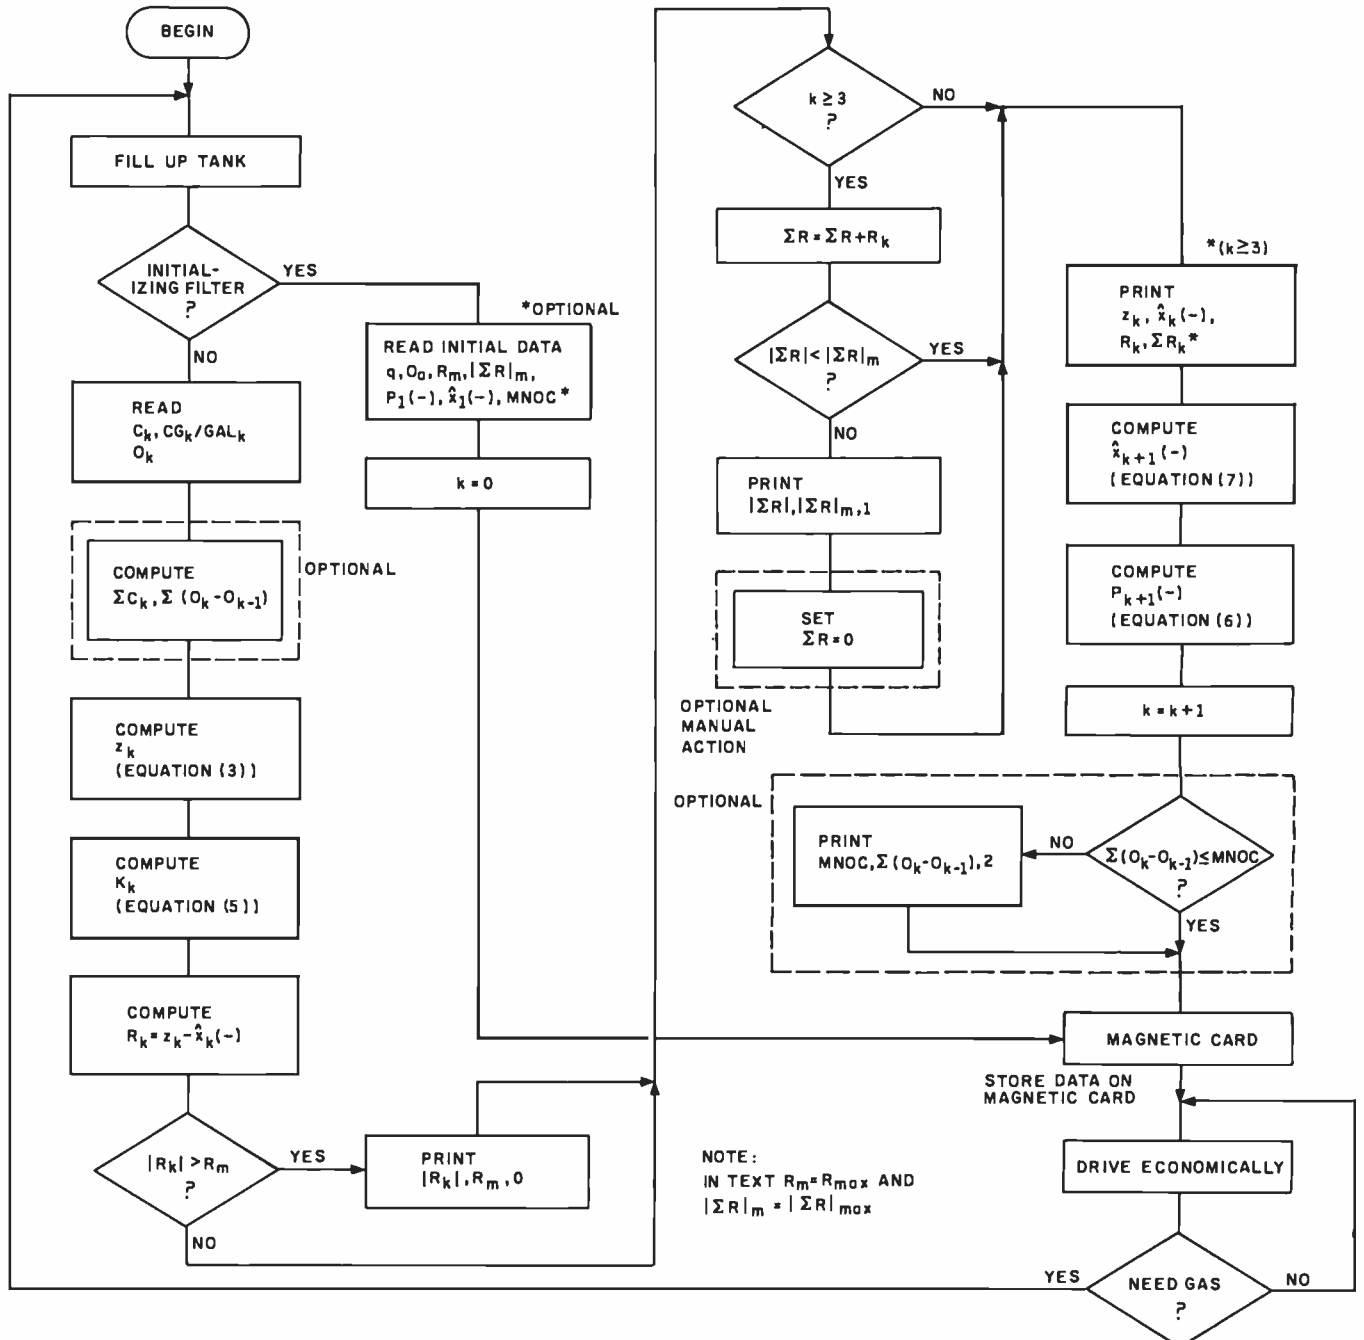 BEGIN
FILL UP TANK
INITIAL-
IZING FILTER
?
YES
NO
*OPTIONAL
READ INITIAL DATA
q, O₀, Rₘ, |ΣR|ₘ,
P₁(-), x̂₁(-), MNOC*
k = 0
READ
Cₖ, CGₖ/GALₖ
Oₖ
COMPUTE
ΣCₖ, Σ (Oₖ-Oₖ₋₁)
OPTIONAL
COMPUTE
zₖ
(EQUATION (3))
COMPUTE
Kₖ
(EQUATION (5))
COMPUTE
Rₖ = zₖ - x̂ₖ(-)
|Rₖ| > Rₘ
?
YES
NO
PRINT
|Rₖ|, Rₘ, 0
k ≥ 3
?
NO
YES
ΣR = ΣR+Rₖ
|ΣR| < |ΣR|ₘ
?
YES
NO
PRINT
|ΣR|, |ΣR|ₘ, 1
SET
ΣR = 0
OPTIONAL
MANUAL
ACTION
*(k≥3)
PRINT
zₖ, x̂ₖ(-),
Rₖ, ΣRₖ*
COMPUTE
x̂ₖ₊₁(-)
(EQUATION (7))
COMPUTE
Pₖ₊₁(-)
(EQUATION (6))
k = k+1
OPTIONAL
Σ(Oₖ-Oₖ₋₁) ≤ MNOC
?
NO
YES
PRINT
MNOC, Σ(Oₖ-Oₖ₋₁), 2
MAGNETIC CARD
STORE DATA ON
MAGNETIC CARD
DRIVE ECONOMICALLY
NEED GAS
?
YES
NO
NOTE:
IN TEXT Rₘ = Rₘₐₓ AND
|ΣR|ₘ = |ΣR|ₘₐₓ